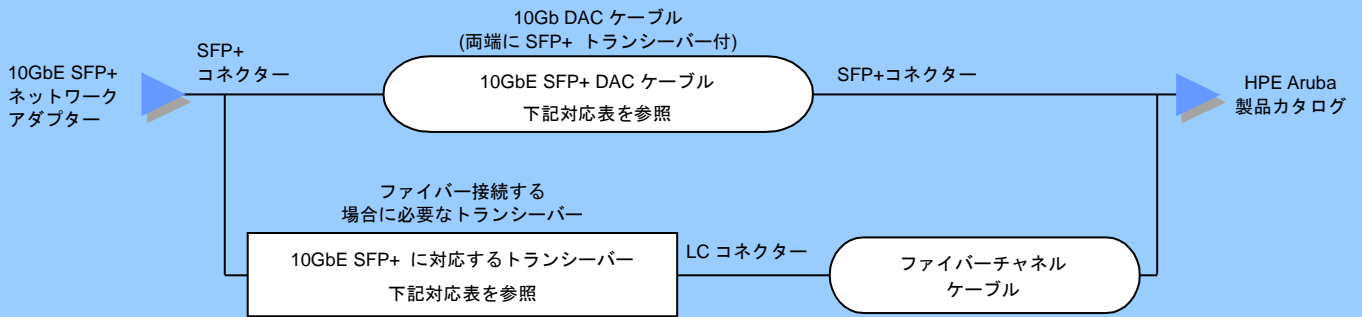 10Gb DAC ケーブル
(両端に SFP+ トランシーバー付)
10GbE SFP+
ネットワーク
アダプター
SFP+
コネクター
10GbE SFP+ DAC ケーブル
下記対応表を参照
SFP+コネクター
HPE Aruba
製品カタログ
ファイバー接続する
場合に必要なトランシーバー
10GbE SFP+ に対応するトランシーバー
下記対応表を参照
LC コネクター
ファイバーチャネル
ケーブル